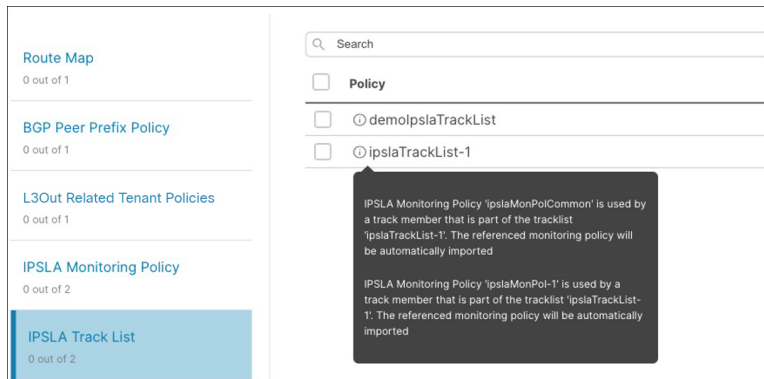 Route Map
0 out of 1
BGP Peer Prefix Policy
0 out of 1
L3Out Related Tenant Policies
0 out of 1
IPSLA Monitoring Policy
0 out of 2
IPSLA Track List
0 out of 2
Search
Policy
demoIpslaTrackList
ipslaTrackList-1
IPSLA Monitoring Policy 'ipslaMonPolCommon' is used by
a track member that is part of the tracklist
'ipslaTrackList-1'. The referenced monitoring policy will
be automatically imported
IPSLA Monitoring Policy 'ipslaMonPol-1' is used by a
track member that is part of the tracklist 'ipslaTrackList-
1'. The referenced monitoring policy will be automatically
imported